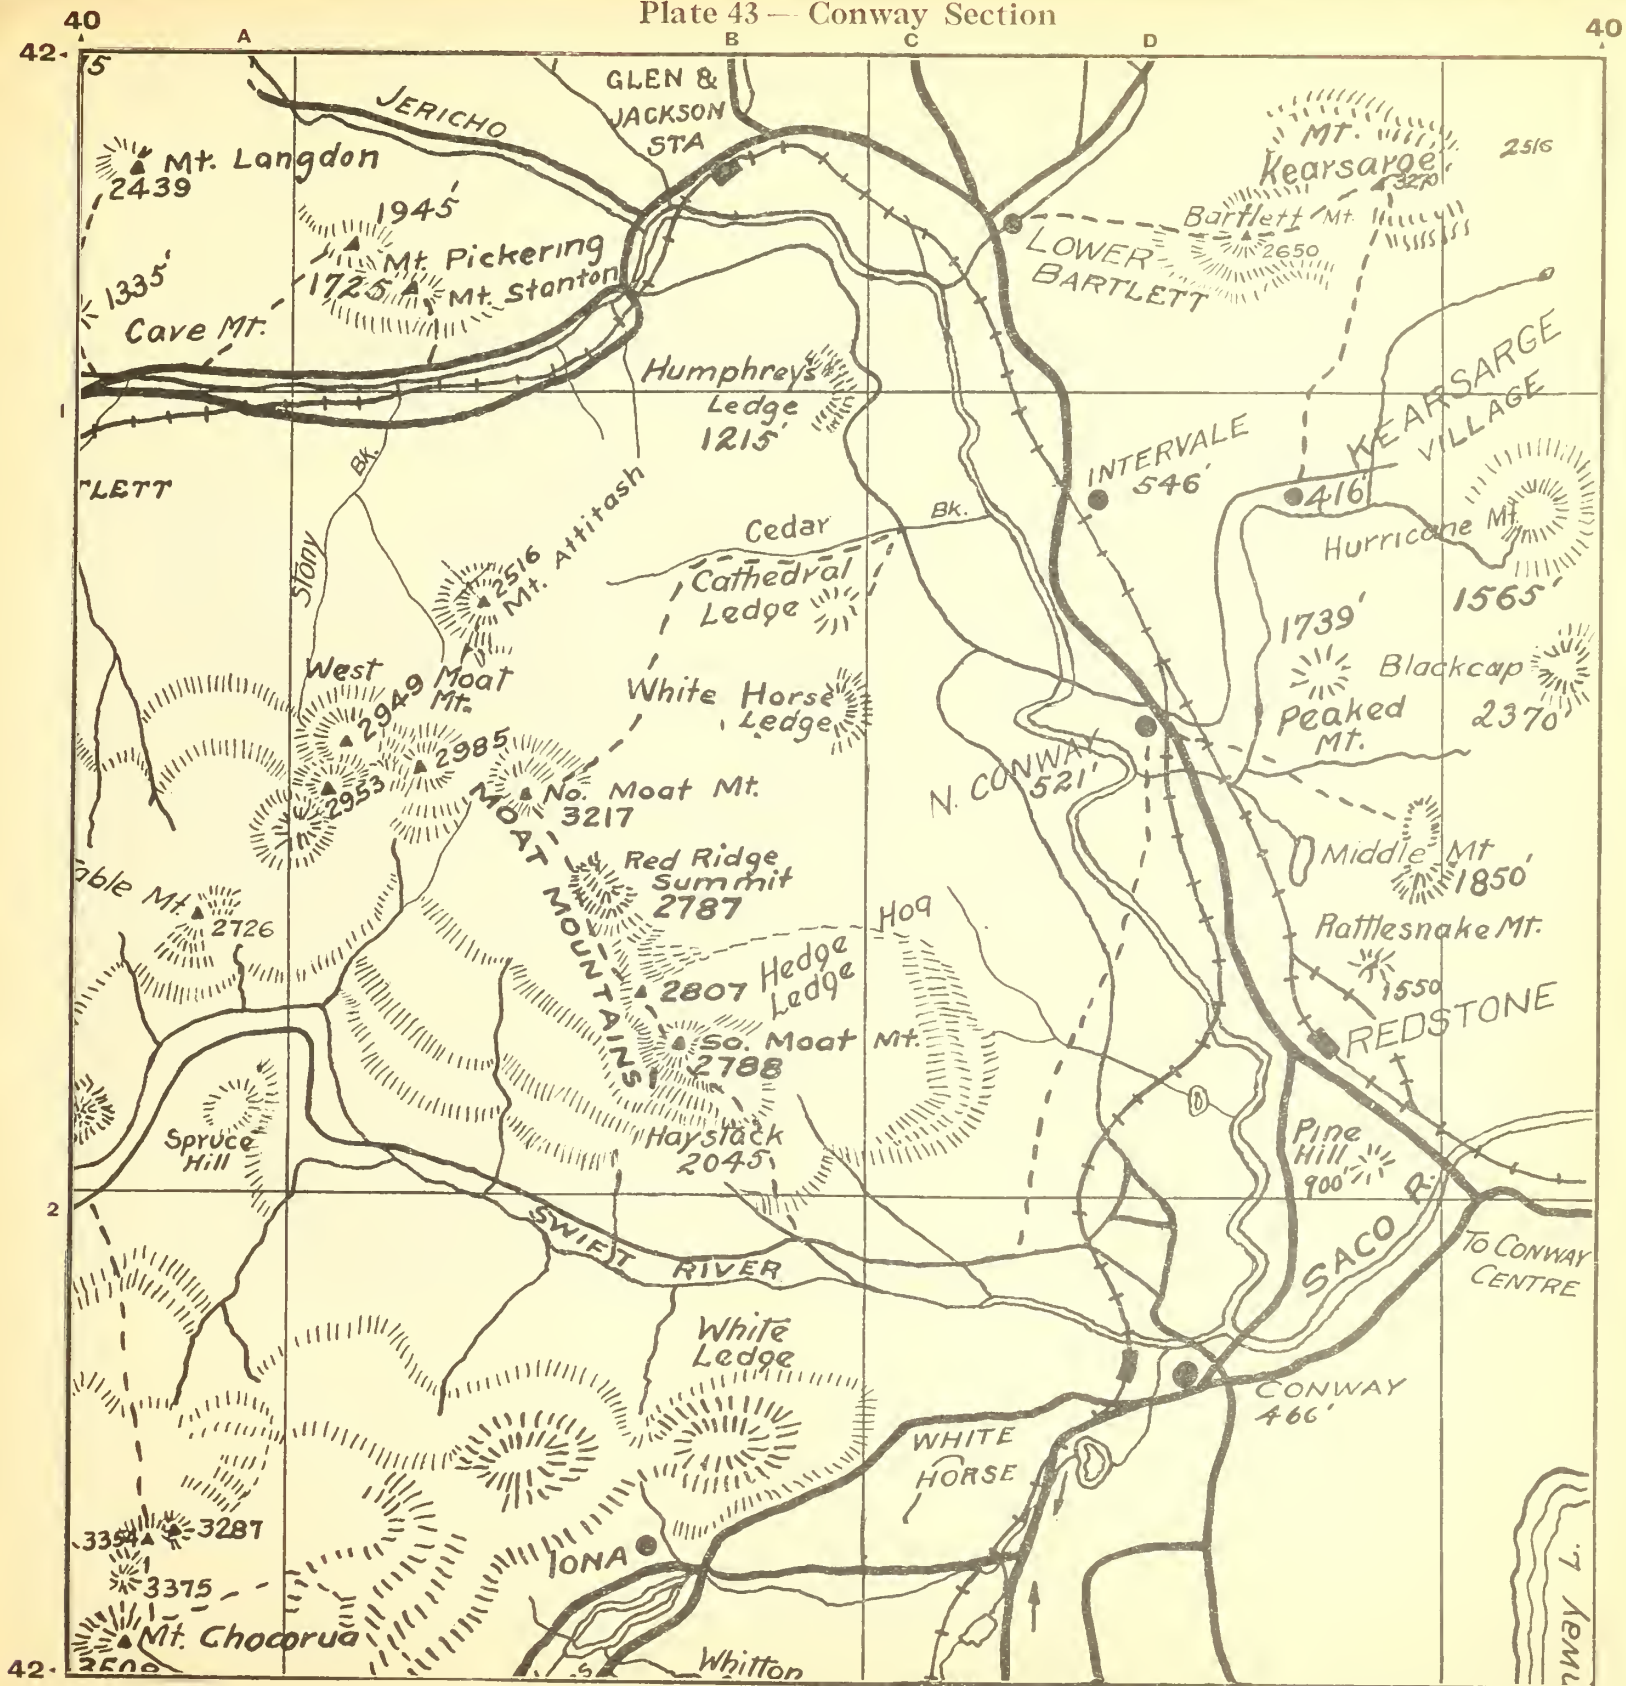 Plate 43 — Conway Section
40
40
A
B
C
D
42
75
GLEN &
JACKSON
STA
JERICHO
Mt. Langdon
2439
1945'
Mt. Pickering
1725
Mt. Stanton
1335'
Cave Mt.
Mt.
Kearsarge
3270'
2516
Bartlett Mt.
2650
LOWER
BARTLETT
KEARSARGE
VILLAGE
Humphrey's
Ledge
1215'
1
TLETT
Stony
Bk.
INTERVALE
546'
416'
Hurricane Mt.
1565'
Cedar
Bk.
Cathedral
Ledge
2516
Mt. Attitash
1739'
Peaked
Mt.
Blackcap
2370'
West
Moat
Mt.
2949
2985
2953
White Horse
Ledge
No. Moat Mt.
3217
N. CONWAY
521'
MOAT MOUNTAINS
Red Ridge
Summit
2787
Middle Mt
1850'
able Mt.
2726
Hog
Hedge
Ledge
2807
Rattlesnake Mt.
1550
REDSTONE
So. Moat Mt.
2788
Spruce
Hill
Haystack
2045
Pine
Hill
900'
2
SWIFT
RIVER
SACO R.
TO CONWAY
CENTRE
White
Ledge
CONWAY
466'
WHITE
HORSE
3354
3287
3375
IONA
Mt. Chocorua
Whitton
S
42